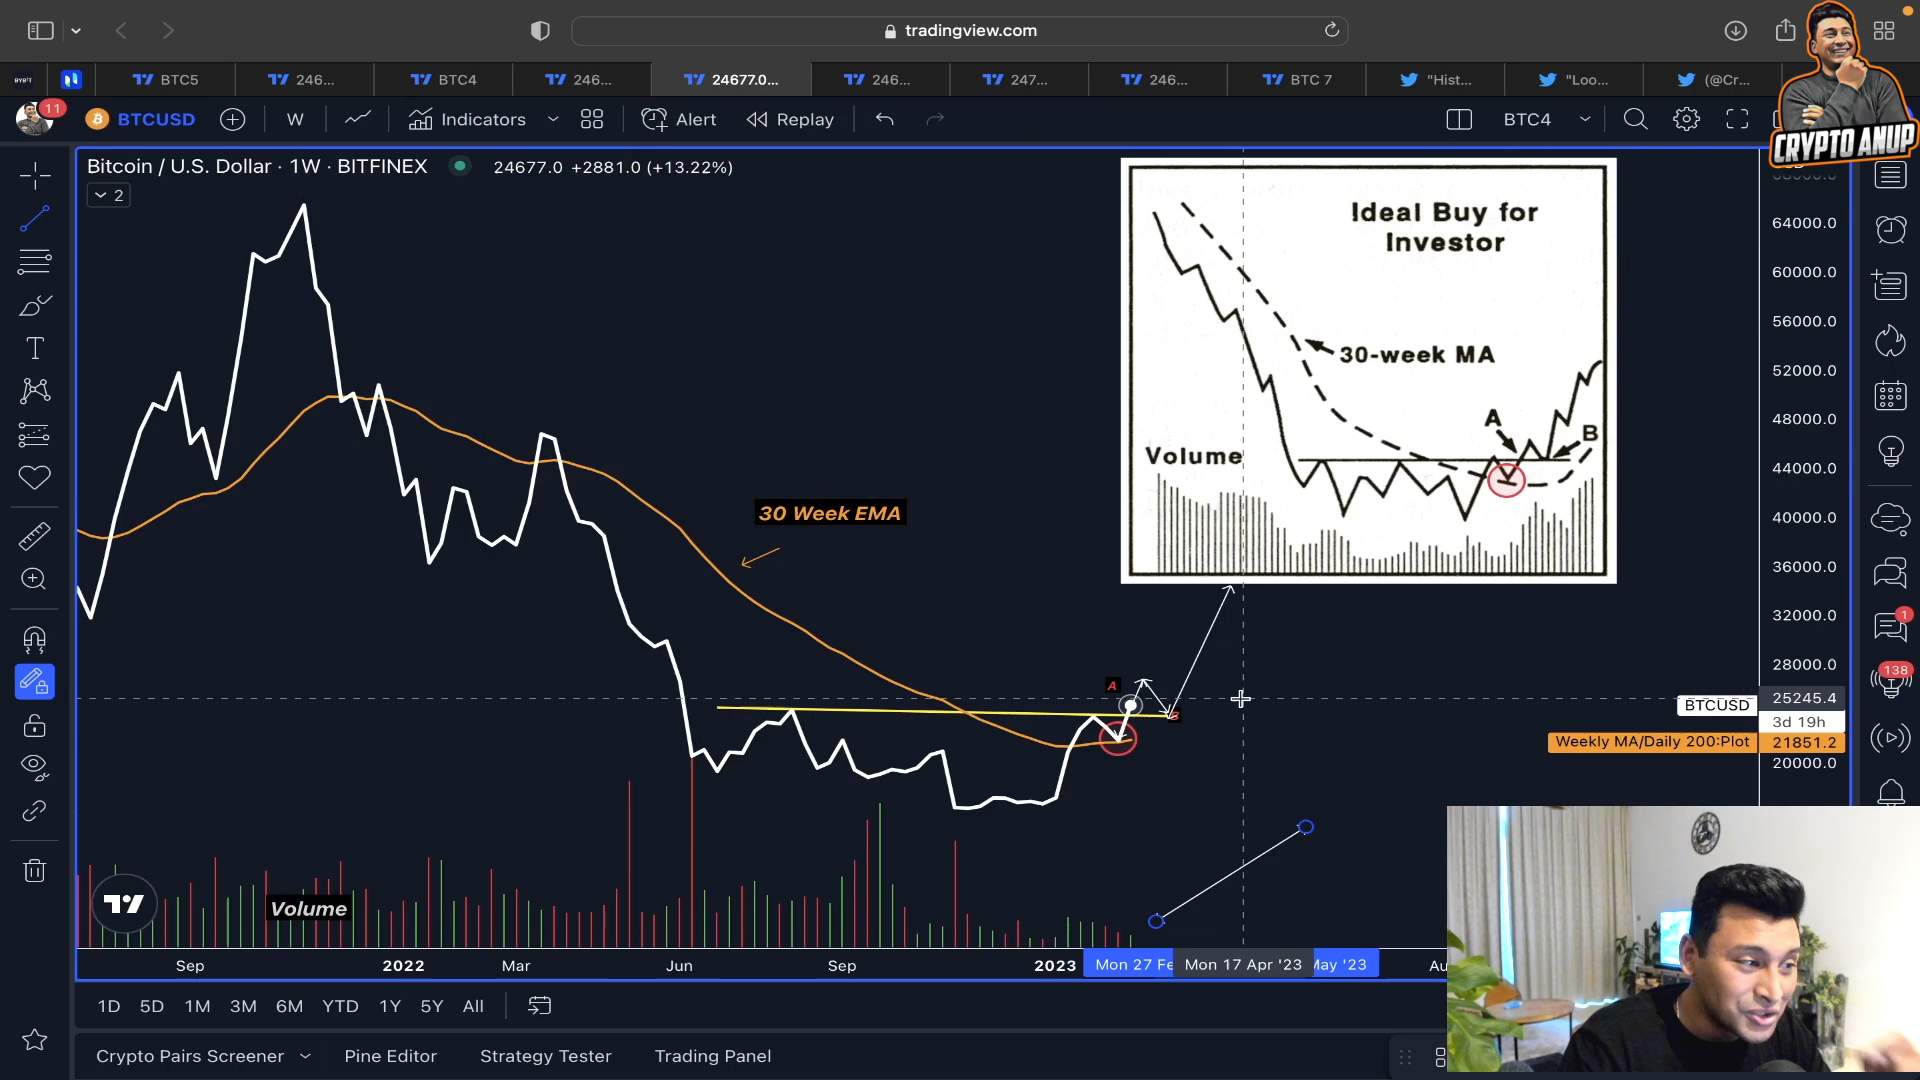 tradingview.com
BYBIT
BTC5
246...
BTC4
246...
24677.0...
246...
247...
246...
BTC 7
"Hist...
"Loo...
(@Cr...
11
BTCUSD
W
Indicators
Alert
Replay
BTC4
CRYPTO ANUP
Bitcoin / U.S. Dollar · 1W · BITFINEX
24677.0 +2881.0 (+13.22%)
2
Ideal Buy for
Investor
30-week MA
A
B
Volume
30 Week EMA
A
B
64000.0
60000.0
56000.0
52000.0
48000.0
44000.0
40000.0
36000.0
32000.0
28000.0
25245.4
BTCUSD
3d 19h
Weekly MA/Daily 200:Plot
21851.2
20000.0
1
138
Volume
Sep
2022
Mar
Jun
Sep
2023
Mon 27 Fe
Mon 17 Apr '23
May '23
Au
1D 5D 1M 3M 6M YTD 1Y 5Y All
Crypto Pairs Screener
Pine Editor
Strategy Tester
Trading Panel